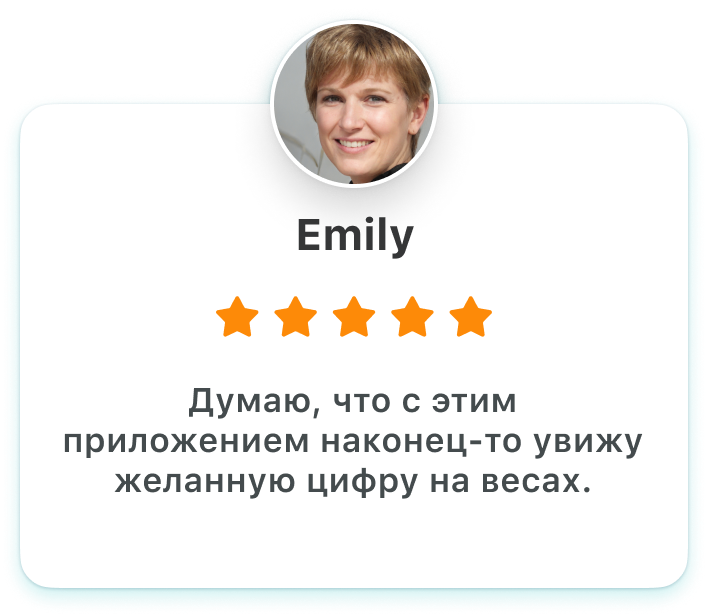 Emily
Думаю, что с этим
приложением наконец-то увижу
желанную цифру на весах.